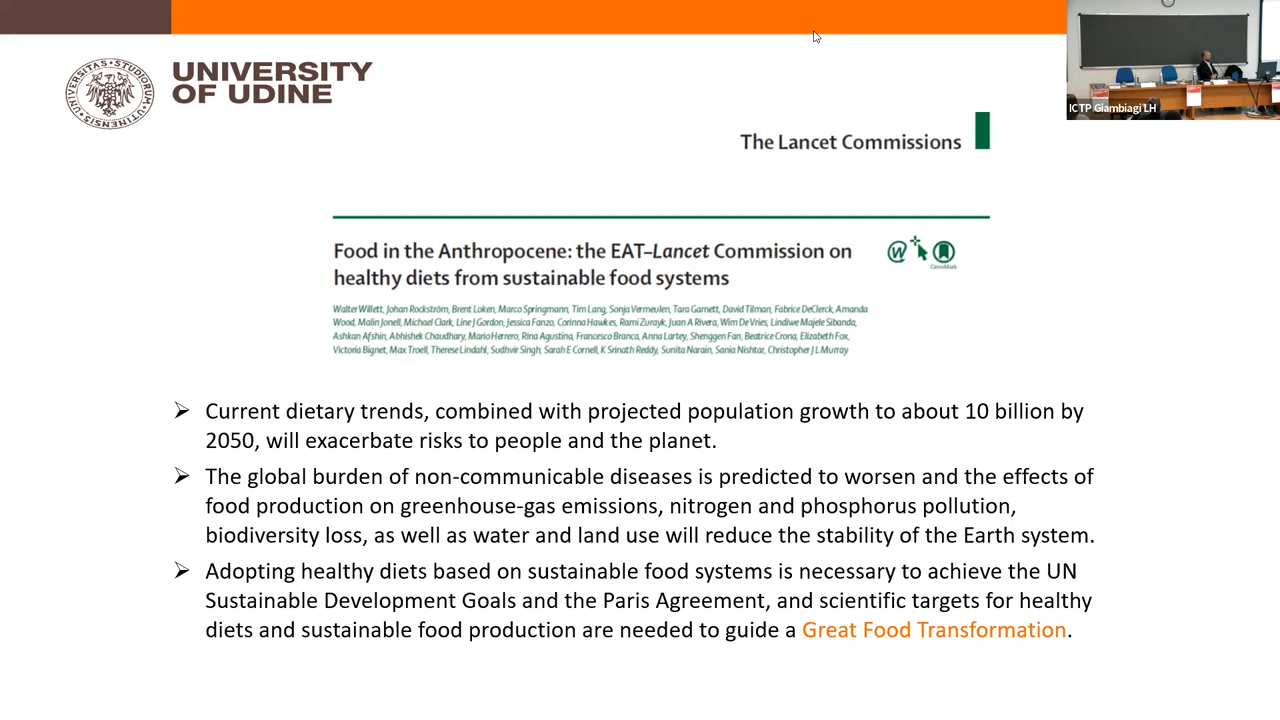 UNIVERSITY
OF UDINE
ICTP Giambiagi LH
The Lancet Commissions
Food in the Anthropocene: the EAT–Lancet Commission on
healthy diets from sustainable food systems
CrossMark
Walter Willett, Johan Rockström, Brent Loken, Marco Springmann, Tim Lang, Sonja Vermeulen, Tara Garnett, David Tilman, Fabrice DeClerck, Amanda
Wood, Malin Jonell, Michael Clark, Line J Gordon, Jessica Fanzo, Corinna Hawkes, Rami Zurayk, Juan A Rivera, Wim De Vries, Lindiwe Majele Sibanda,
Ashkan Afshin, Abhishek Chaudhary, Mario Herrero, Rina Agustina, Francesco Branca, Anna Lartey, Shenggen Fan, Beatrice Crona, Elizabeth Fox,
Victoria Bignet, Max Troell, Therese Lindahl, Sudhvir Singh, Sarah E Cornell, K Srinath Reddy, Sunita Narain, Sania Nishtar, Christopher J L Murray
➢ Current dietary trends, combined with projected population growth to about 10 billion by
2050, will exacerbate risks to people and the planet.
➢ The global burden of non-communicable diseases is predicted to worsen and the effects of
food production on greenhouse-gas emissions, nitrogen and phosphorus pollution,
biodiversity loss, as well as water and land use will reduce the stability of the Earth system.
➢ Adopting healthy diets based on sustainable food systems is necessary to achieve the UN
Sustainable Development Goals and the Paris Agreement, and scientific targets for healthy
diets and sustainable food production are needed to guide a Great Food Transformation.